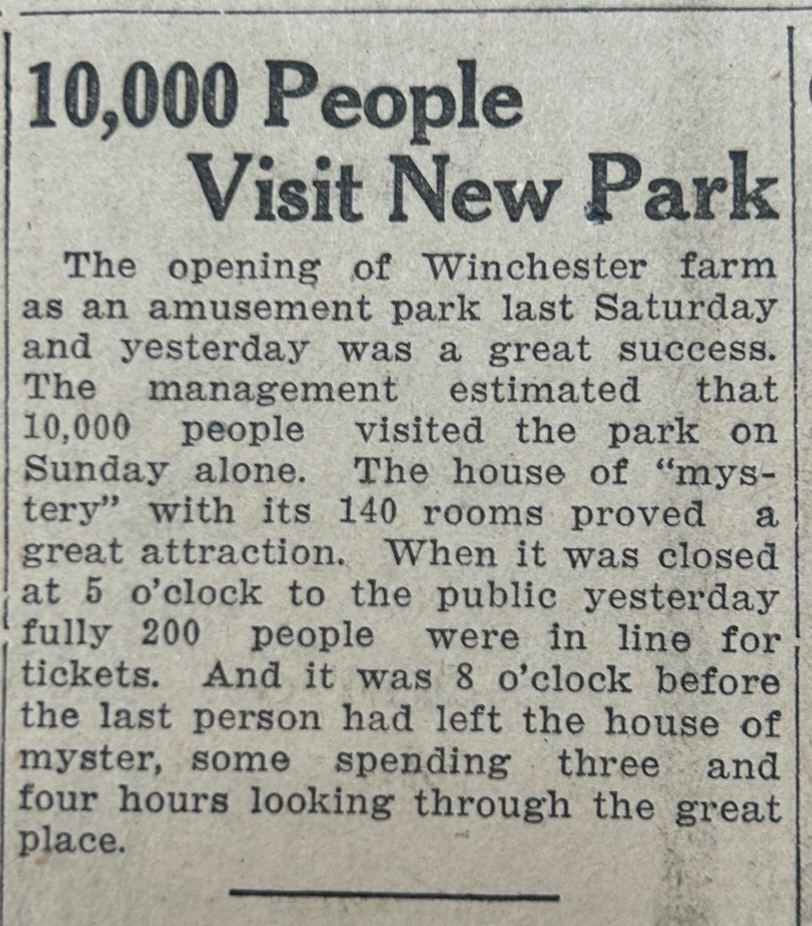 10,000 People
Visit New Park
The opening of Winchester farm
as an amusement park last Saturday
and yesterday was a great success.
The management estimated that
10,000 people visited the park on
Sunday alone. The house of “mys-
tery” with its 140 rooms proved a
great attraction. When it was closed
at 5 o’clock to the public yesterday
fully 200 people were in line for
tickets. And it was 8 o’clock before
the last person had left the house of
myster, some spending three and
four hours looking through the great
place.